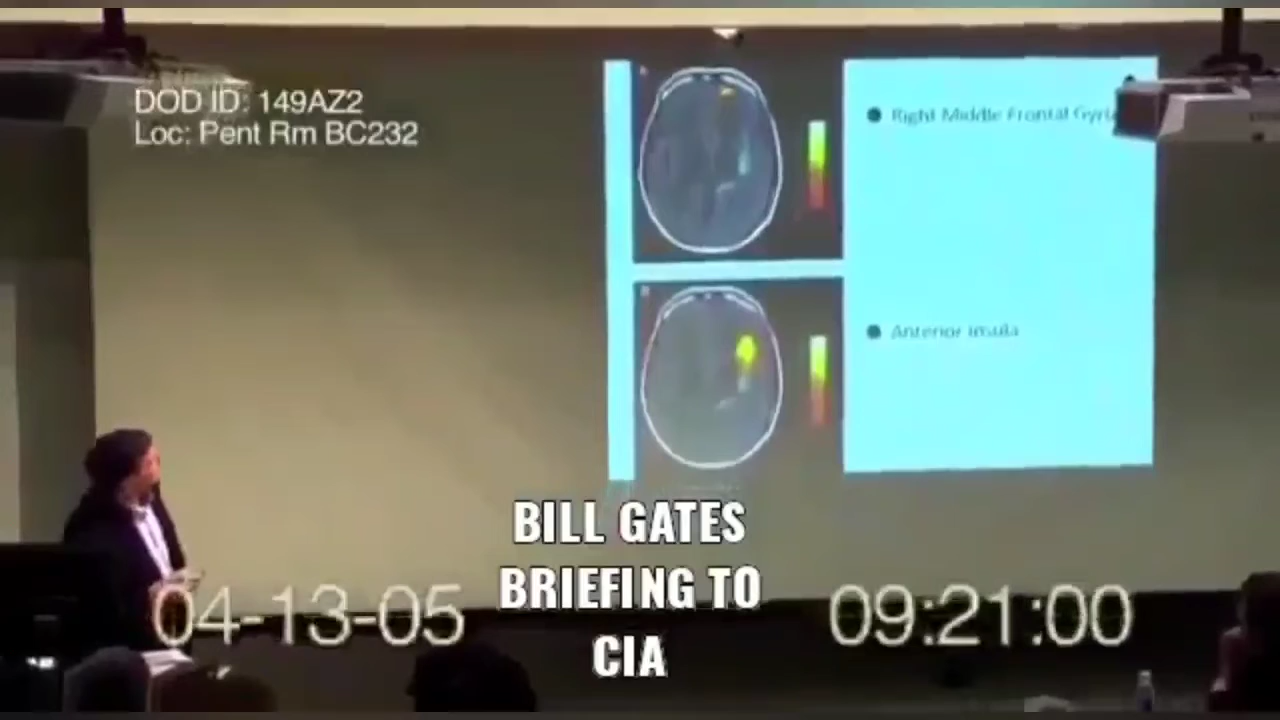 DOD ID: 149AZ2
Loc: Pent Rm BC232
Right Middle Frontal
Anterior Insula
BILL GATES
BRIEFING TO
CIA
04-13-05
09:21:00